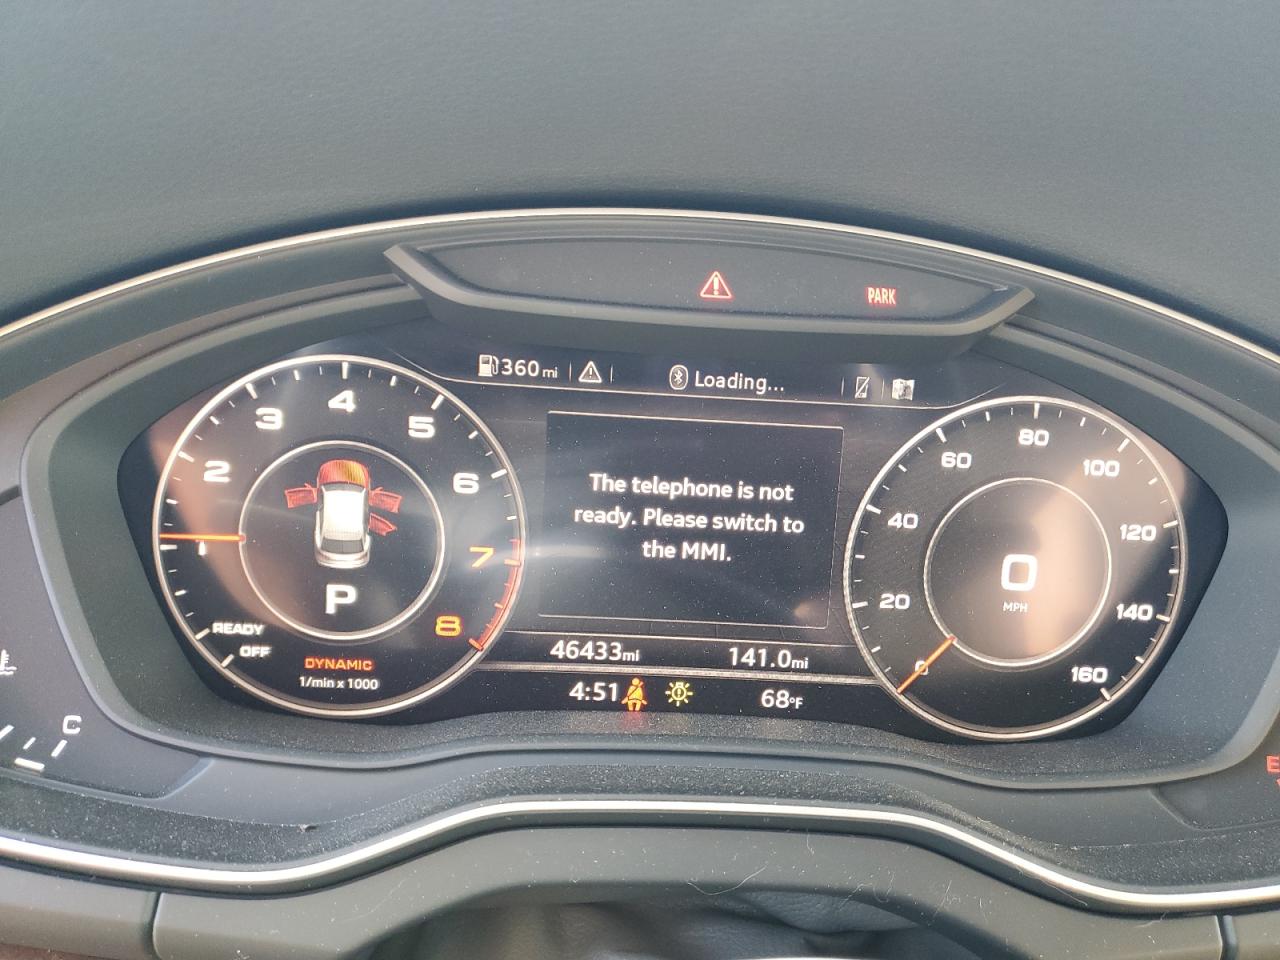 PARK
360 mi
Loading...
2
3
4
5
6
7
8
1
READY
OFF
P
DYNAMIC
1/min x 1000
The telephone is not
ready. Please switch to
the MMI.
46433mi
141.0mi
4:51
68°F
0
20
40
60
80
100
120
140
160
0
MPH
C
E